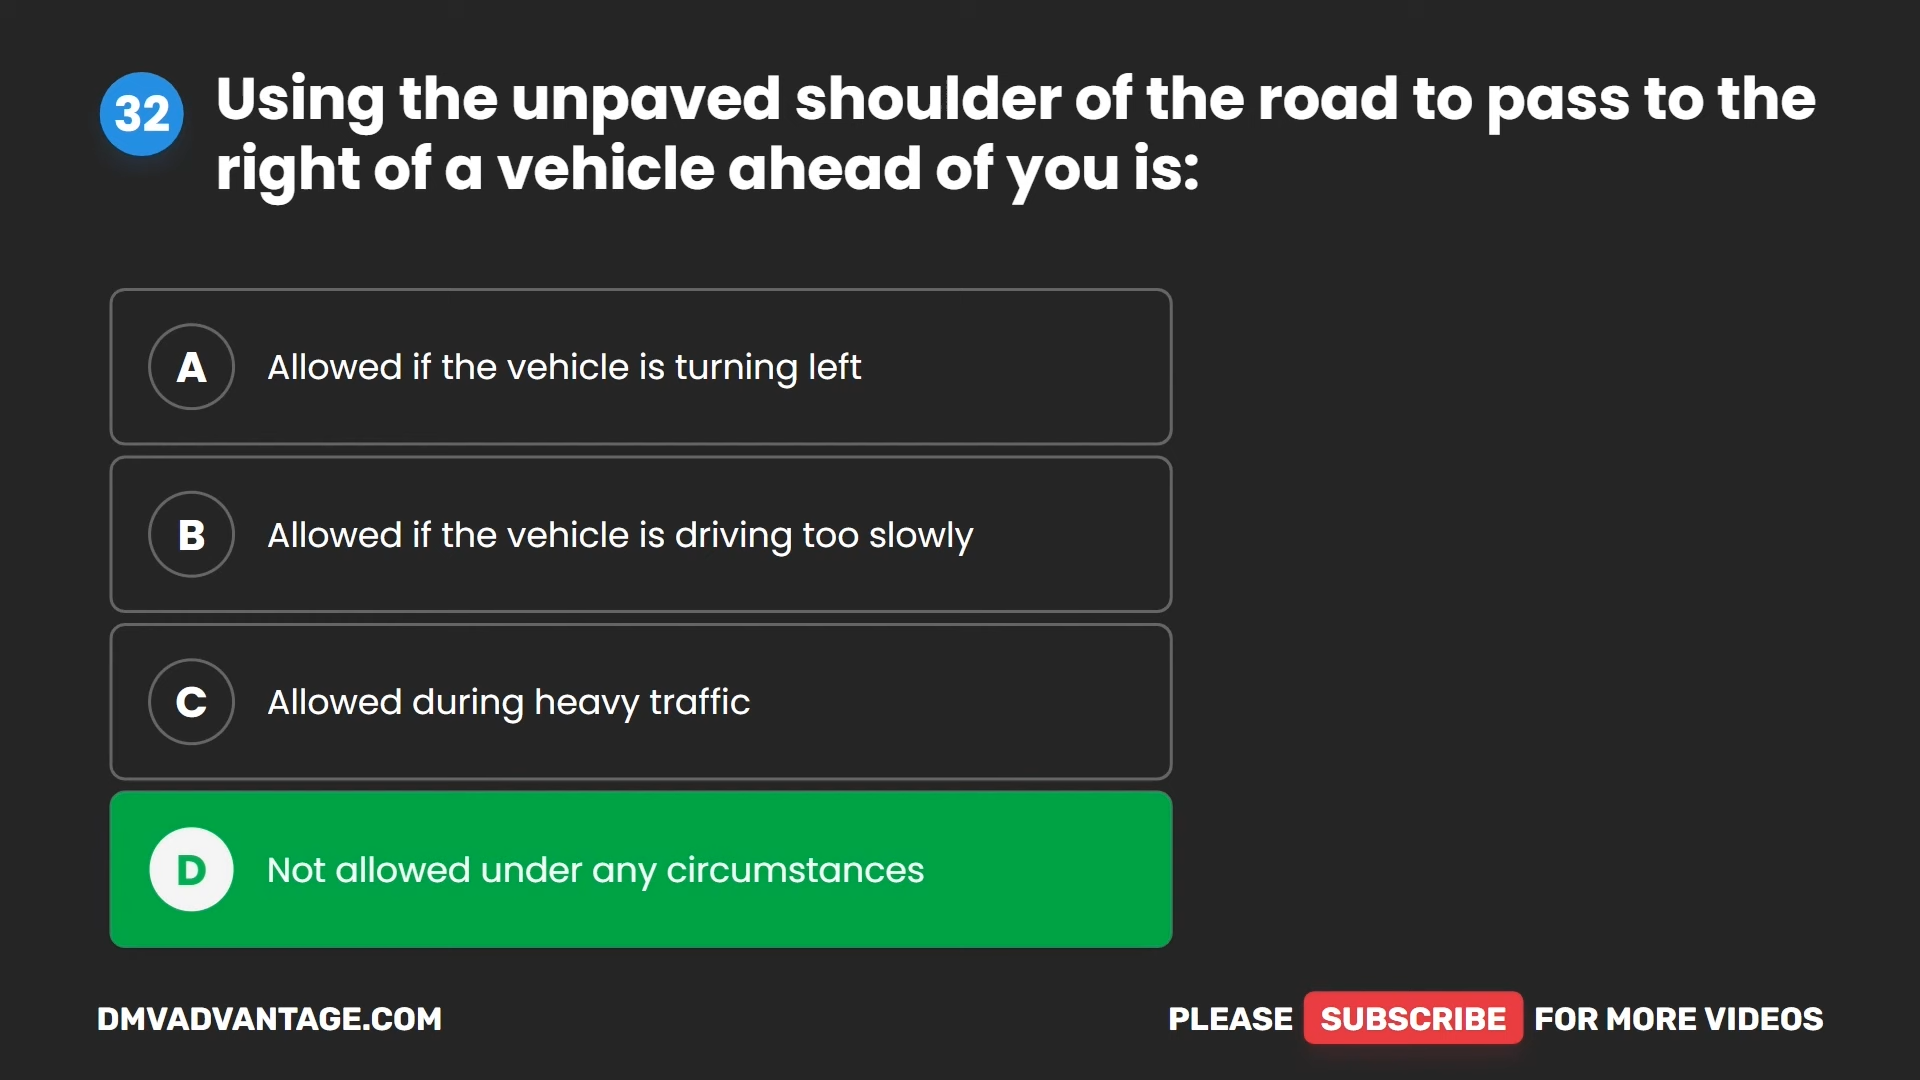 32
Using the unpaved shoulder of the road to pass to the
right of a vehicle ahead of you is:
A Allowed if the vehicle is turning left
B Allowed if the vehicle is driving too slowly
C Allowed during heavy traffic
D Not allowed under any circumstances
DMVADVANTAGE.COM
PLEASE SUBSCRIBE FOR MORE VIDEOS